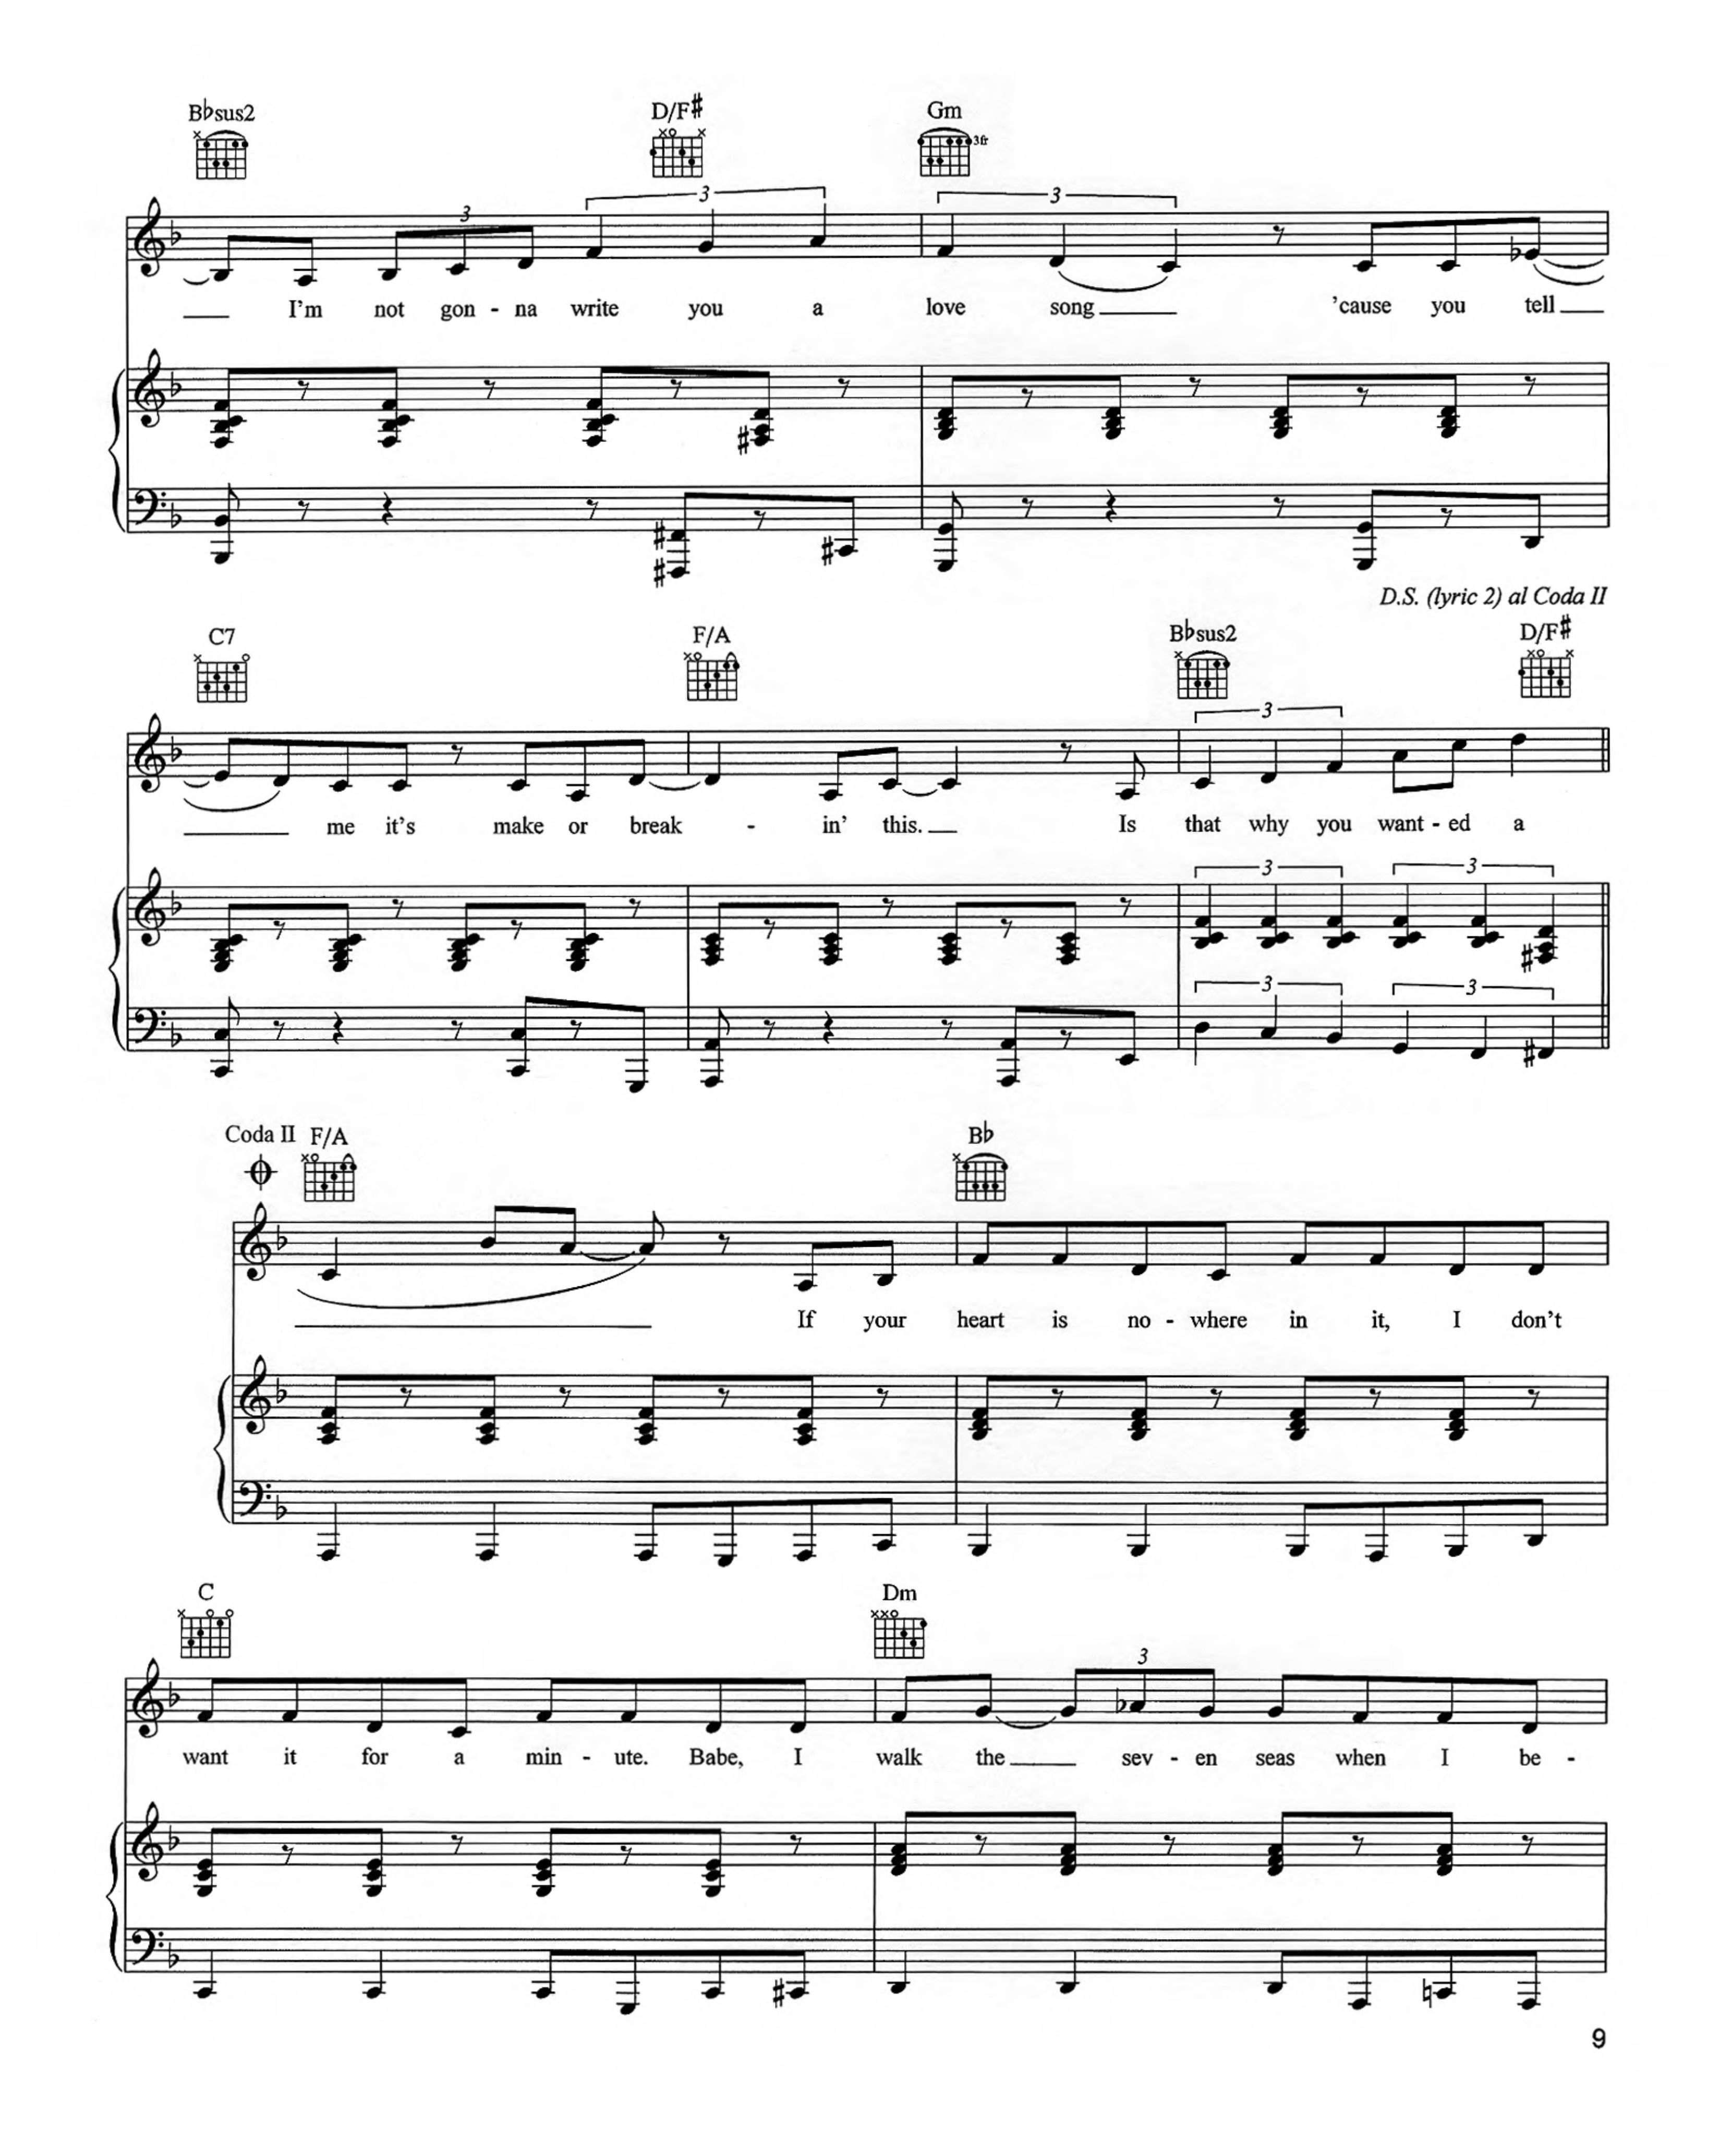 B♭sus2 D/F♯ Gm
3fr
3 3 3
I'm not gon - na write you a love song 'cause you tell
D.S. (lyric 2) al Coda II
C7 F/A B♭sus2 D/F♯
3
me it's make or break - in' this. Is that why you want - ed a
3 3
3 3
Coda II F/A B♭
If your heart is no - where in it, I don't
C Dm
3
want it for a min - ute. Babe, I walk the sev - en seas when I be -
9